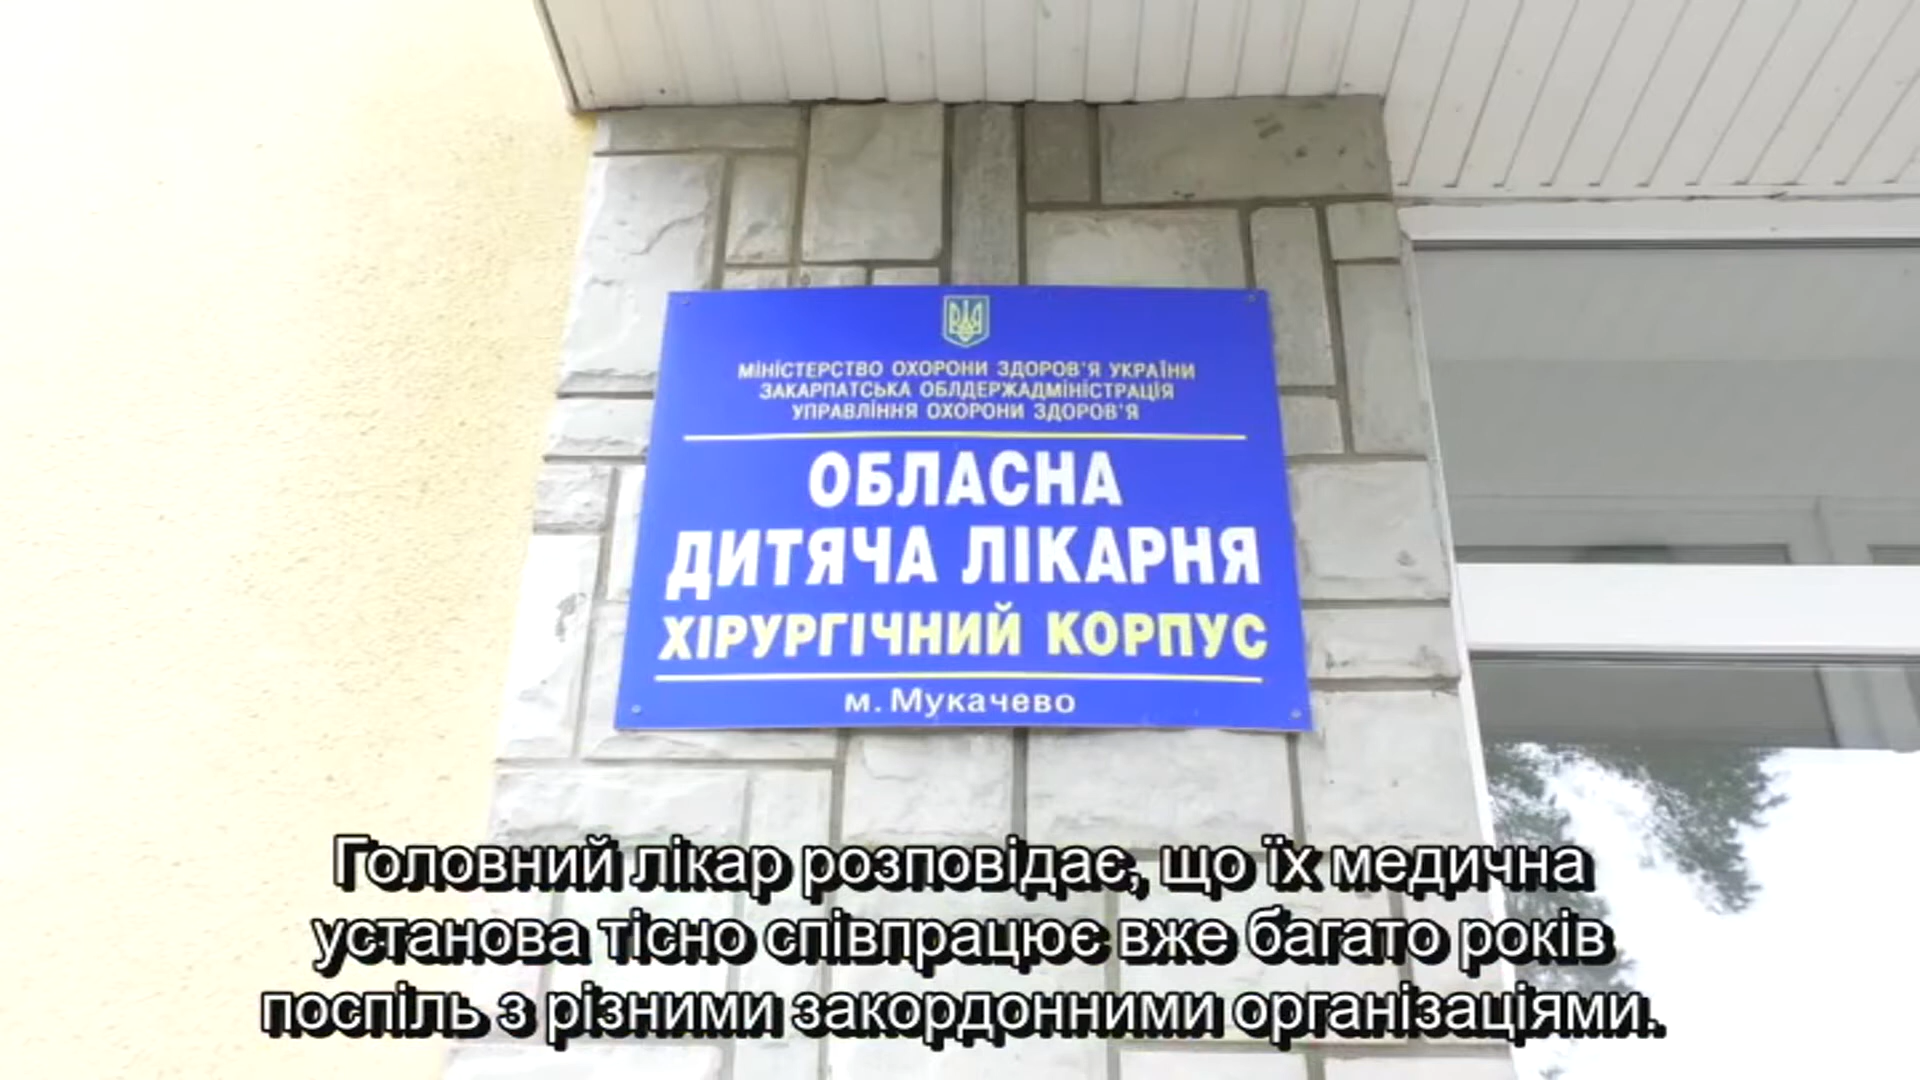 МІНІСТЕРСТВО ОХОРОНИ ЗДОРОВ'Я УКРАЇНИ
ЗАКАРПАТСЬКА ОБЛДЕРЖАДМІНІСТРАЦІЯ
УПРАВЛІННЯ ОХОРОНИ ЗДОРОВ'Я
ОБЛАСНА
ДИТЯЧА ЛІКАРНЯ
ХІРУРГІЧНИЙ КОРПУС
м. Мукачево
Головний лікар розповідає, що їх медична
установа тісно співпрацює вже багато років
поспіль з різними закордонними організаціями.